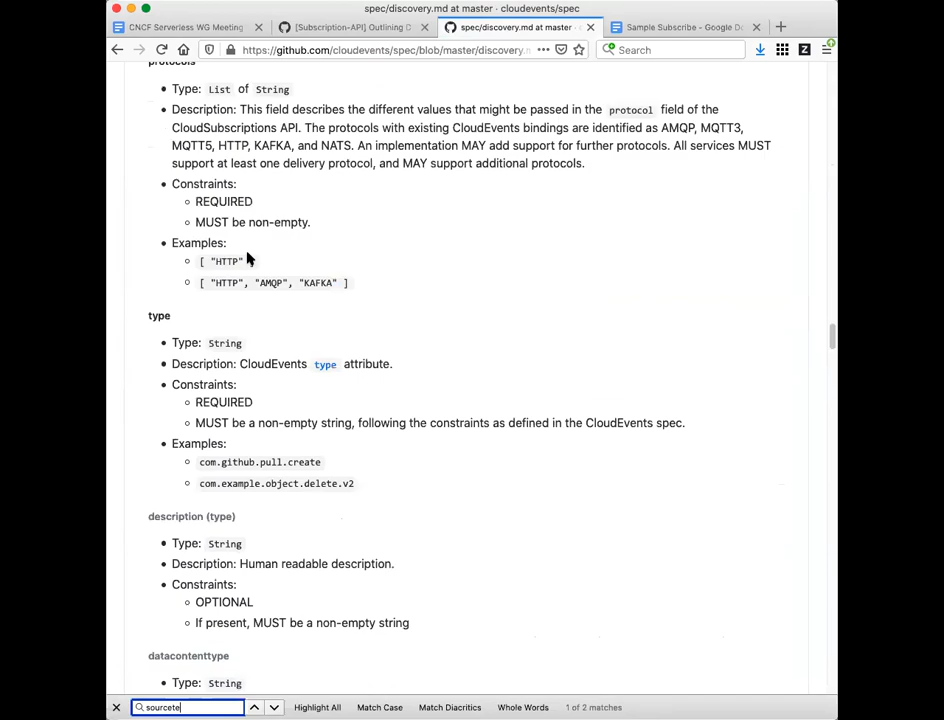 spec/discovery.md at master · cloudevents/spec
CNCF Serverless WG Meeting
[Subscription-API] Outlining D
spec/discovery.md at master ·
Sample Subscribe - Google Do
https://github.com/cloudevents/spec/blob/master/discovery.
Search
protocols
Type: List of String
Description: This field describes the different values that might be passed in the protocol field of the
CloudSubscriptions API. The protocols with existing CloudEvents bindings are identified as AMQP, MQTT3,
MQTT5, HTTP, KAFKA, and NATS. An implementation MAY add support for further protocols. All services MUST
support at least one delivery protocol, and MAY support additional protocols.
Constraints:
REQUIRED
MUST be non-empty.
Examples:
[ "HTTP"
[ "HTTP", "AMQP", "KAFKA" ]
type
Type: String
Description: CloudEvents type attribute.
Constraints:
REQUIRED
MUST be a non-empty string, following the constraints as defined in the CloudEvents spec.
Examples:
com.github.pull.create
com.example.object.delete.v2
description (type)
Type: String
Description: Human readable description.
Constraints:
OPTIONAL
If present, MUST be a non-empty string
datacontenttype
Type: String
sourcete
Highlight All
Match Case
Match Diacritics
Whole Words
1 of 2 matches